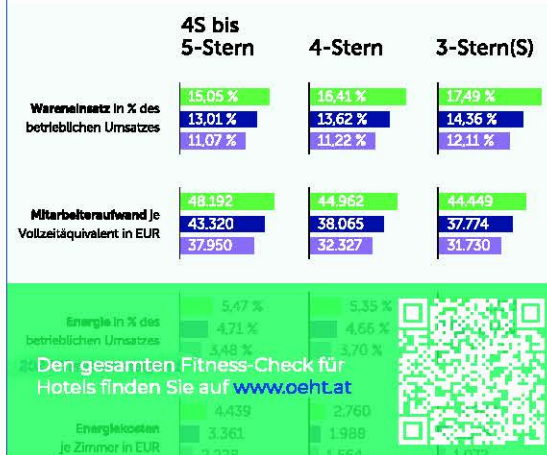 4S bis
5-Stern 4-Stern 3-Stern(S)
Wareneinsatz in % des
betrieblichen Umsatzes
15,05 % 16,41 % 17,49 %
13,01 % 13,62 % 14,36 %
11,07 % 11,22 % 12,11 %
Mitarbeiteraufwand je
Vollzeitäquivalent in EUR
48.192 44.962 44.449
43.320 38.065 37.774
37.950 32.327 31.730
Energie in % des
betrieblichen Umsatzes
5,47 % 5,35 %
4,71 % 4,66 %
3,48 % 3,70 %
Den gesamten Fitness-Check für
Hotels finden Sie auf www.oeht.at
Energiekosten
je Zimmer in EUR
4.439 2.760
3.361 1.988